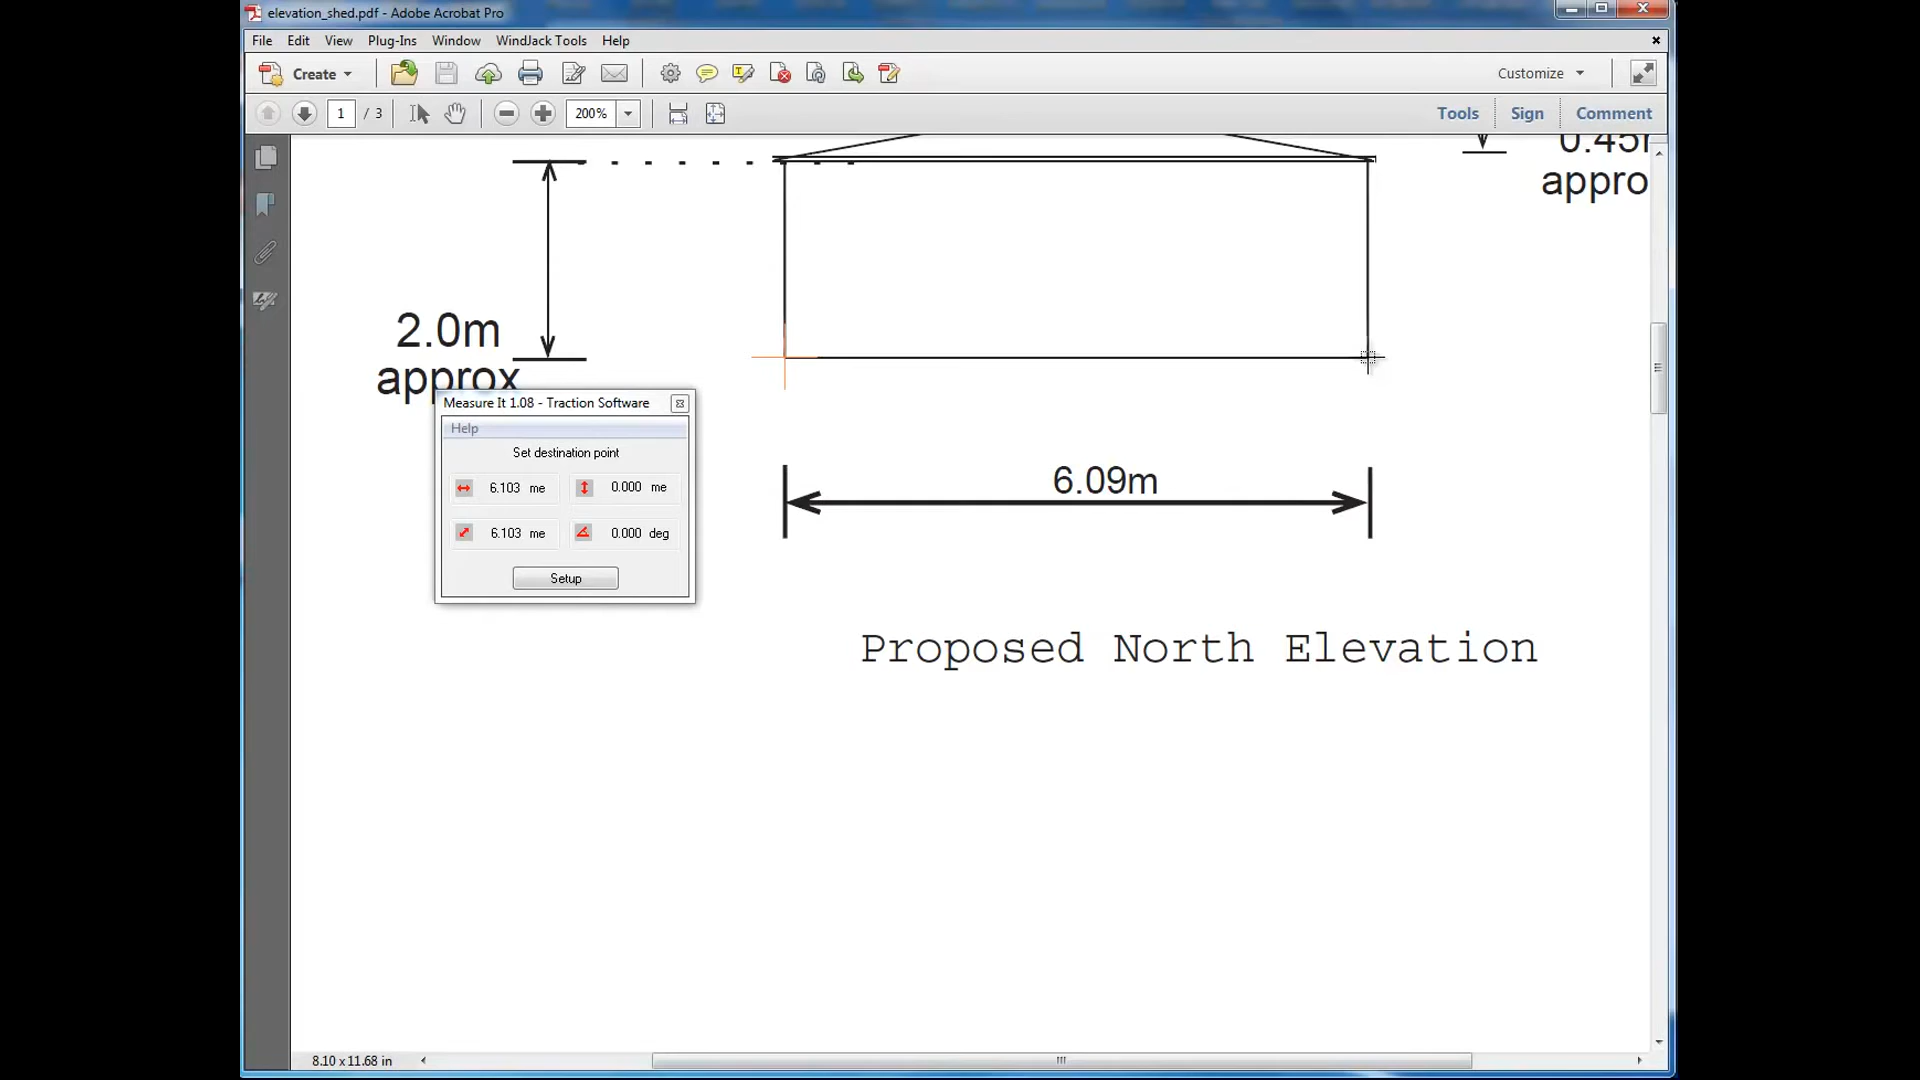 elevation_shed.pdf - Adobe Acrobat Pro
File Edit View Plug-Ins Window WindJack Tools Help
Create Customize
1 / 3 200% Tools Sign Comment
0.45
appro
2.0m
approx
Measure It 1.08 - Traction Software
Help
Set destination point
6.103 me 0.000 me
6.103 me 0.000 deg
Setup
6.09m
Proposed North Elevation
8.10 x 11.68 in